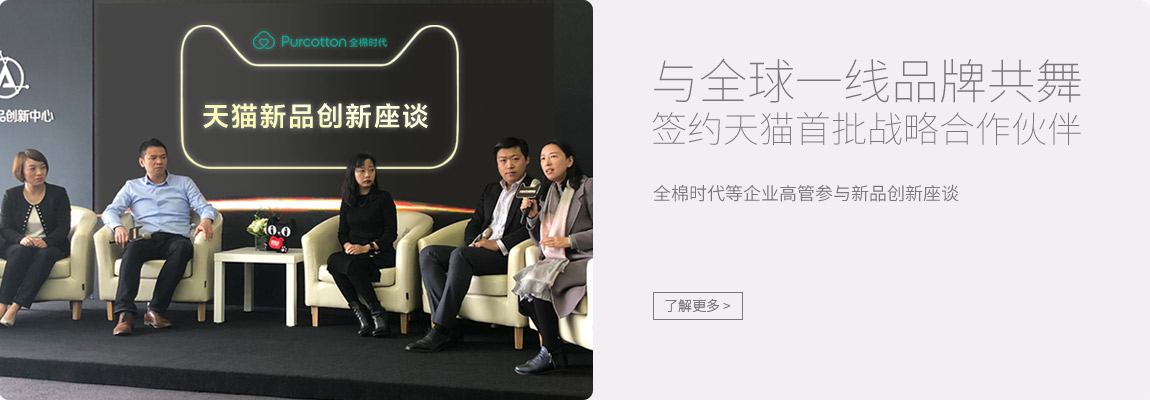 Purcotton 全棉时代
天猫新品创新座谈
品创新中心
与全球一线品牌共舞
签约天猫首批战略合作伙伴
全棉时代等企业高管参与新品创新座谈
了解更多 >